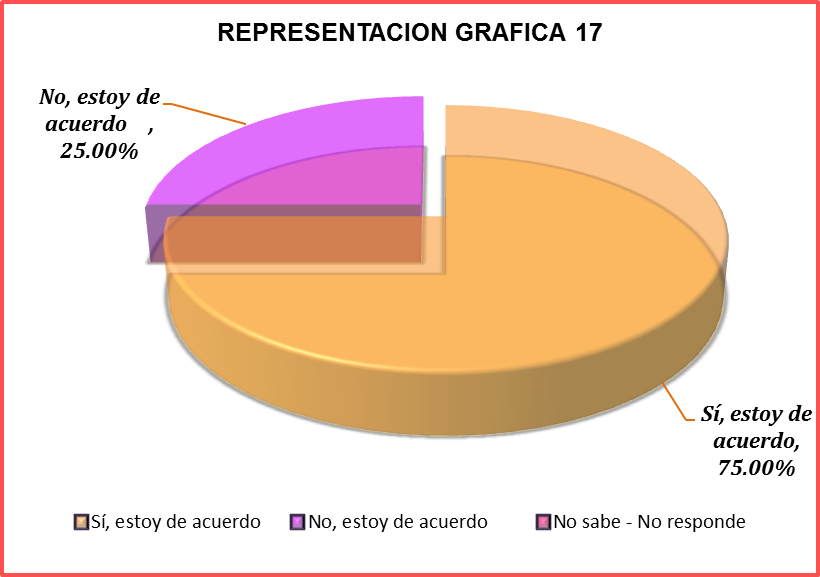 REPRESENTACION GRAFICA 17
No, estoy de
acuerdo ,
25.00%
Sí, estoy de
acuerdo,
75.00%
Sí, estoy de acuerdo No, estoy de acuerdo No sabe - No responde